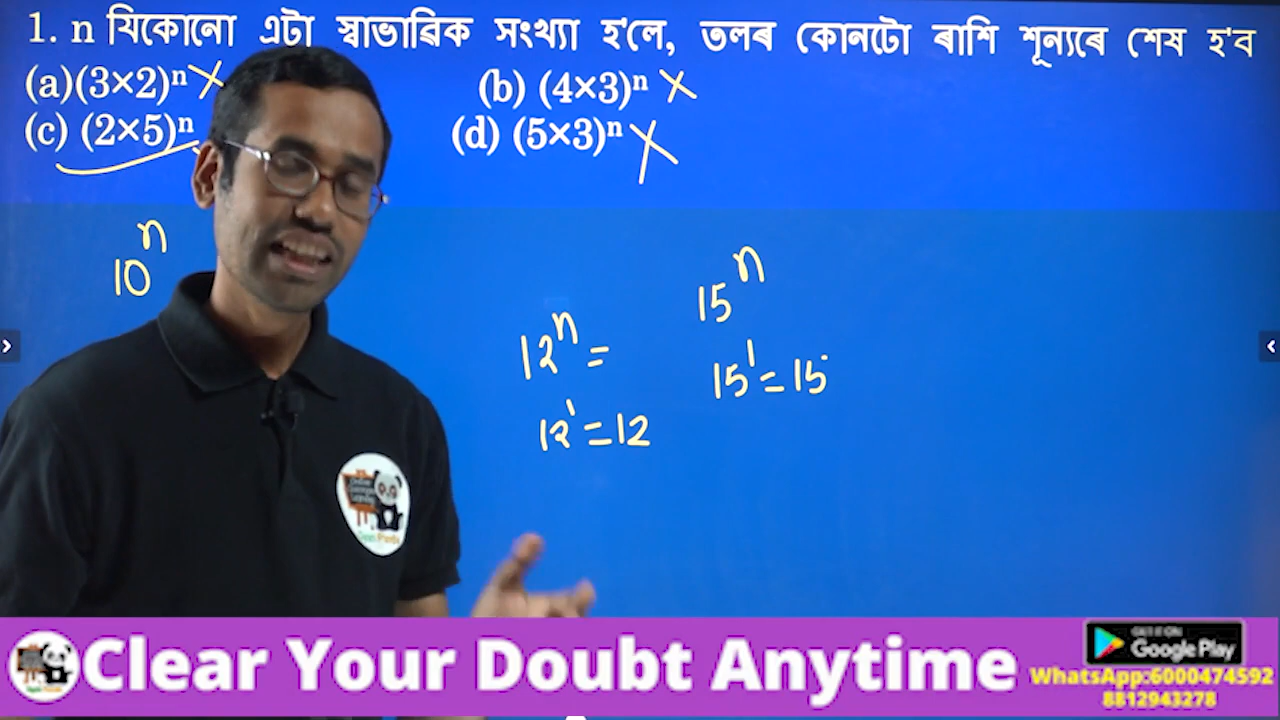 1. n যিকোনো এটা স্বাভাৱিক সংখ্যা হ'লে, তলৰ কোনটো ৰাশি শূন্যৰে শেষ হ'ব
(a)(3×2)ⁿ × (b) (4×3)ⁿ ×
(c) (2×5)ⁿ (d) (5×3)ⁿ ×
10ⁿ
12ⁿ =
15ⁿ
12¹ = 12
15¹ = 15
Clear Your Doubt Anytime
GET IT ON
Google Play
WhatsApp:6000474592
8812943278